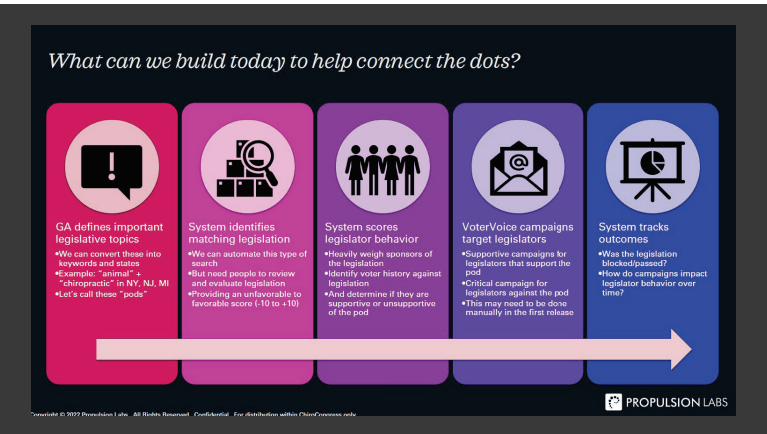 What can we build today to help connect the dots?
GA defines important
legislative topics
•We can convert these into
keywords and states
•Example: “animal” +
“chiropractic” in NY, NJ, MI
•Let’s call these “pods”
System identifies
matching legislation
•We can automate this type of
search
•But need people to review
and evaluate legislation
•Providing an unfavorable to
favorable score (-10 to +10)
System scores
legislator behavior
•Heavily weigh sponsors of
the legislation
•Identify voter history against
legislation
•And determine if they are
supportive or unsupportive
of the pod
VoterVoice campaigns
target legislators
•Supportive campaigns for
legislators that support the
pod
•Critical campaign for
legislators against the pod
•This may need to be done
manually in the first release
System tracks
outcomes
•Was the legislation
blocked/passed?
•How do campaigns impact
legislator behavior over
time?
PROPULSION LABS
Copyright © 2022 Propulsion Labs. All Rights Reserved. Confidential. For distribution within ChiroCongress only.